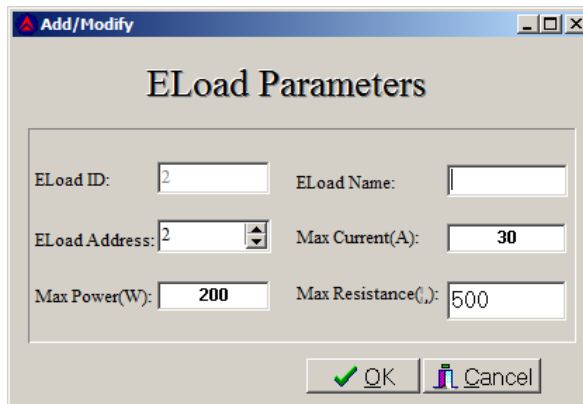 Add/Modify
ELoad Parameters
ELoad ID: 2
ELoad Name:
ELoad Address: 2
Max Current(A): 30
Max Power(W): 200
Max Resistance(¿,): 500
OK
Cancel